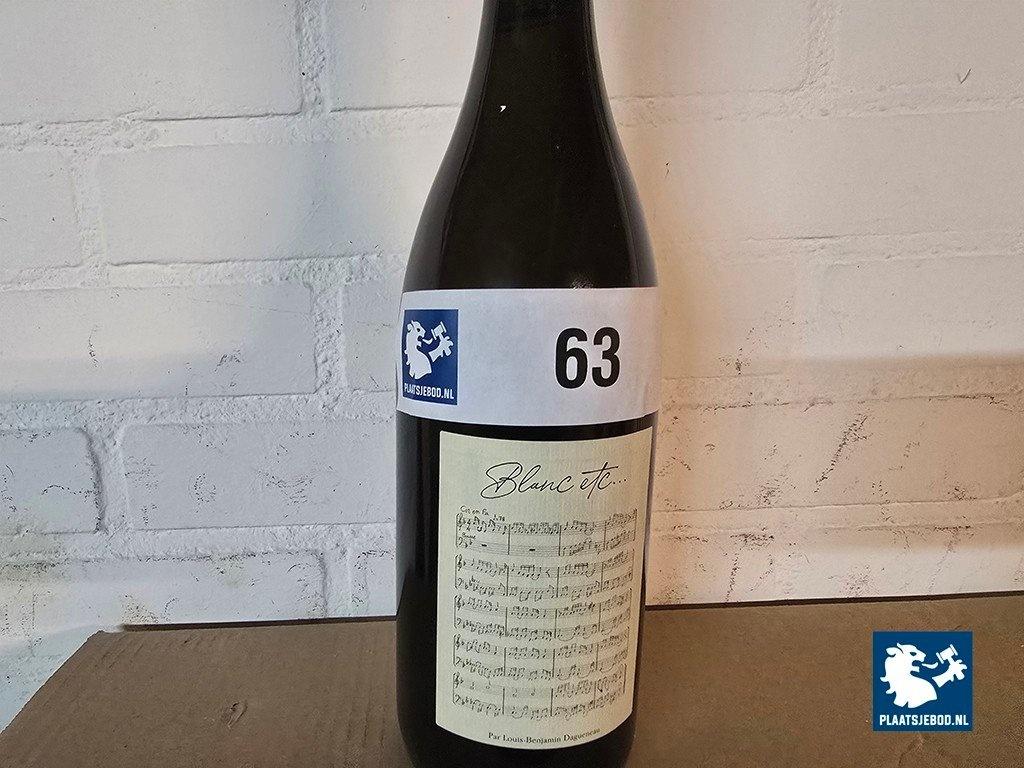 63
PLAATSJEBOD.NL
Blanc etc...
Par Louis-Benjamin Dagueneau
PLAATSJEBOD.NL